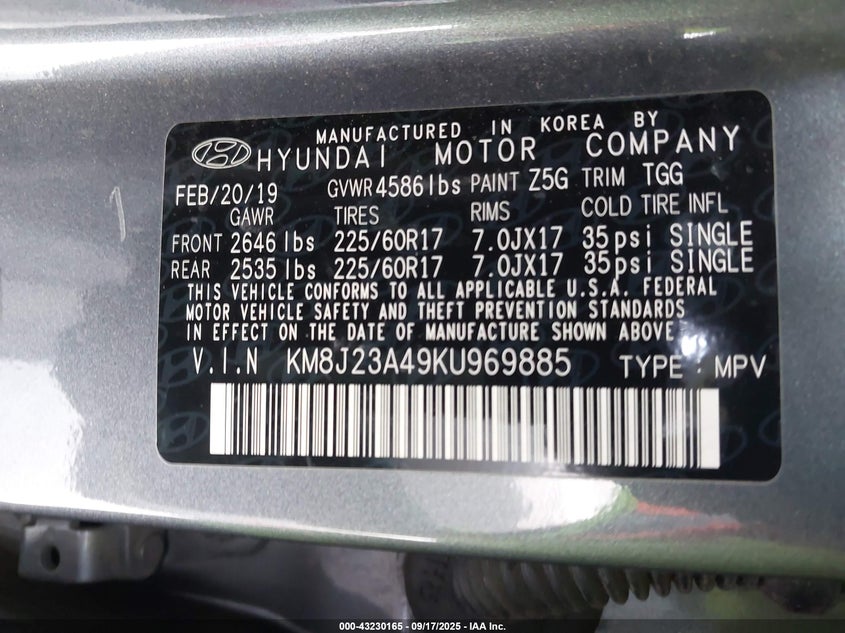 MANUFACTURED IN KOREA BY
HYUNDAI MOTOR COMPANY
FEB/20/19 GVWR 4586 lbs PAINT Z5G TRIM TGG
GAWR TIRES RIMS COLD TIRE INFL
FRONT 2646 lbs 225/60R17 7.0JX17 35psi SINGLE
REAR 2535 lbs 225/60R17 7.0JX17 35psi SINGLE
THIS VEHICLE CONFORMS TO ALL APPLICABLE U.S.A. FEDERAL
MOTOR VEHICLE SAFETY AND THEFT PREVENTION STANDARDS
IN EFFECT ON THE DATE OF MANUFACTURE SHOWN ABOVE
V.I.N KM8J23A49KU969885 TYPE : MPV
000-43230165 - 09/17/2025 - IAA Inc.